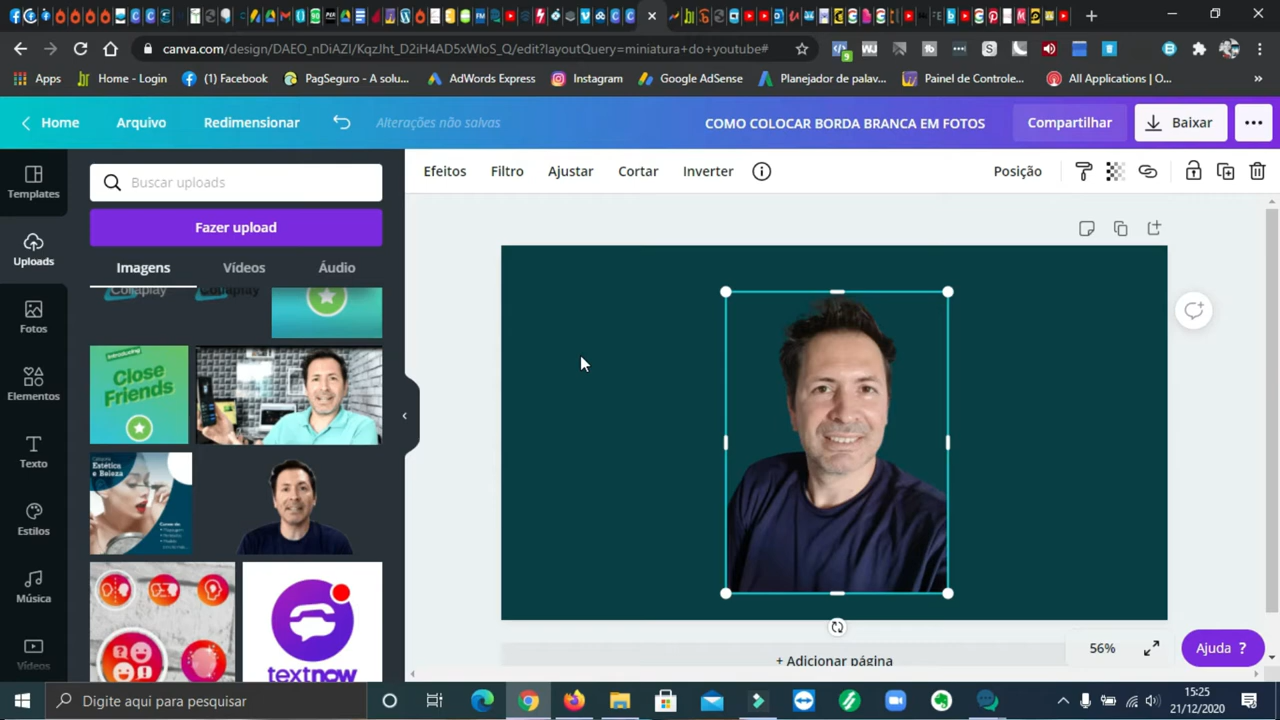 canva.com/design/DAEO_nDiAZI/KqzJht_D2iH4AD5xWIoS_Q/edit?layoutQuery=miniatura+do+youtube#
Apps
Home - Login
(1) Facebook
PagSeguro - A solu...
AdWords Express
Instagram
Google AdSense
Planejador de palav...
Painel de Controle...
All Applications | O...
Home
Arquivo
Redimensionar
Alterações não salvas
COMO COLOCAR BORDA BRANCA EM FOTOS
Compartilhar
Baixar
Templates
Uploads
Fotos
Elementos
Texto
Estilos
Música
Vídeos
Buscar uploads
Fazer upload
Imagens
Vídeos
Áudio
Efeitos
Filtro
Ajustar
Cortar
Inverter
Posição
Introducing
Close
Friends
Estética
e Beleza
textnow
+ Adicionar página
56%
Ajuda ?
Digite aqui para pesquisar
15:25
21/12/2020